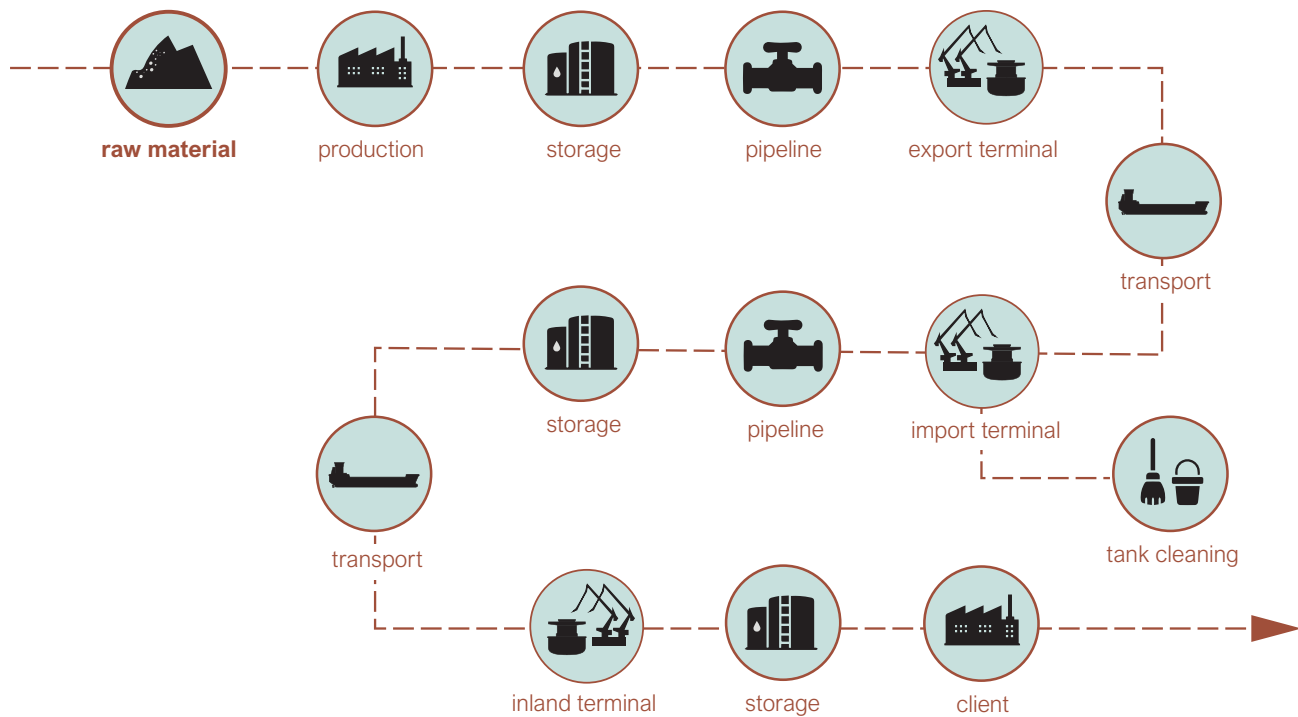 raw material
production
storage
pipeline
export terminal
transport
storage
pipeline
import terminal
transport
tank cleaning
inland terminal
storage
client